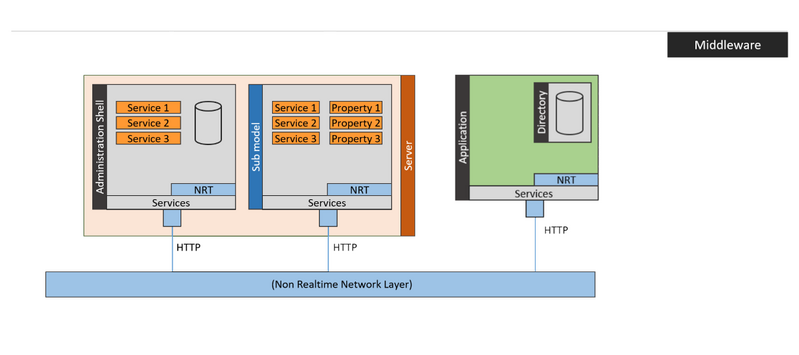 Middleware
Administration Shell
Service 1
Service 2
Service 3
NRT
Services
Sub model
Service 1 Property 1
Service 2 Property 2
Service 3 Property 3
NRT
Services
Server
Application
Directory
NRT
Services
HTTP
HTTP
HTTP
(Non Realtime Network Layer)